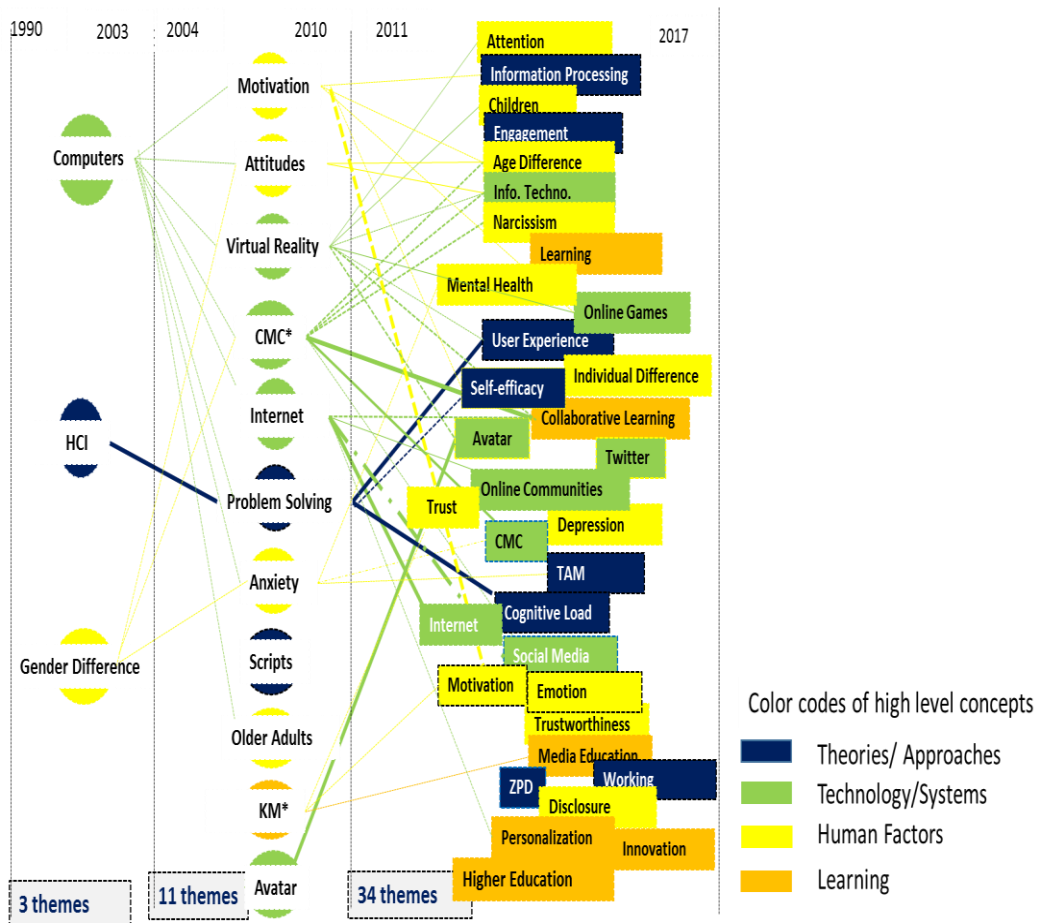 1990
2003
2004
2010
2011
2017
Computers
HCI
Gender Difference
3 themes
Motivation
Attitudes
Virtual Reality
CMC*
Internet
Problem Solving
Anxiety
Scripts
Older Adults
KM*
Avatar
11 themes
Attention
Information Processing
Children
Engagement
Age Difference
Info. Techno.
Narcissism
Learning
Mental Health
Online Games
User Experience
Individual Difference
Self-efficacy
Collaborative Learning
Avatar
Twitter
Online Communities
Trust
Depression
CMC
TAM
Cognitive Load
Internet
Social Media
Motivation
Emotion
Trustworthiness
Media Education
Working
ZPD
Disclosure
Personalization
Innovation
Higher Education
34 themes
Color codes of high level concepts
Theories/ Approaches
Technology/Systems
Human Factors
Learning